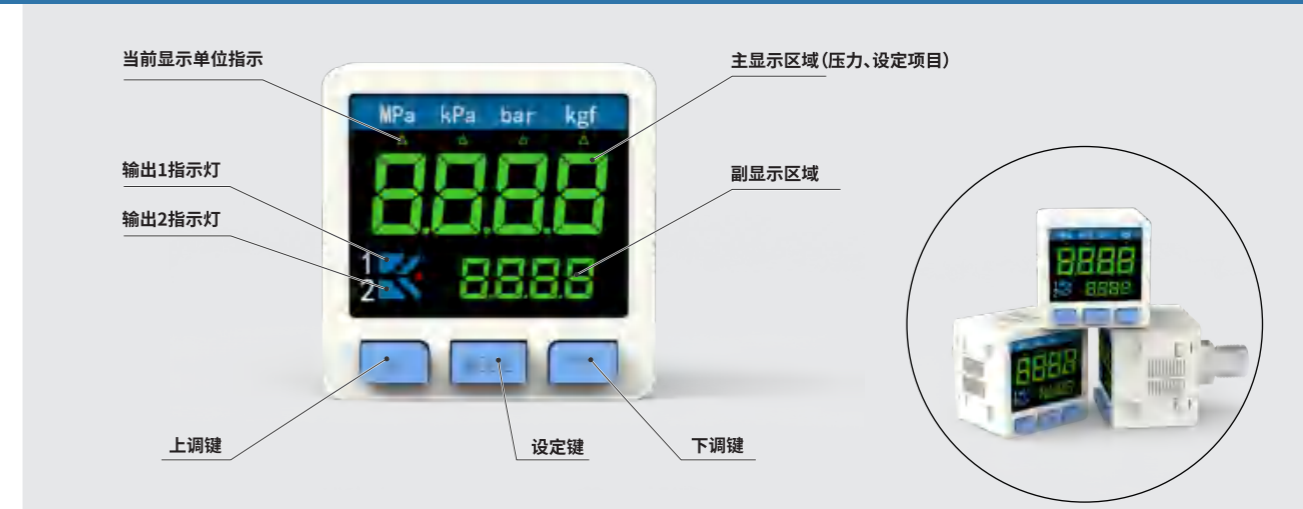 当前显示单位指示
主显示区域(压力、设定项目)
MPa kPa bar kgf
8.8.8.8
输出1指示灯
副显示区域
输出2指示灯
1
8.8.8.8
2
上调键
设定键
下调键